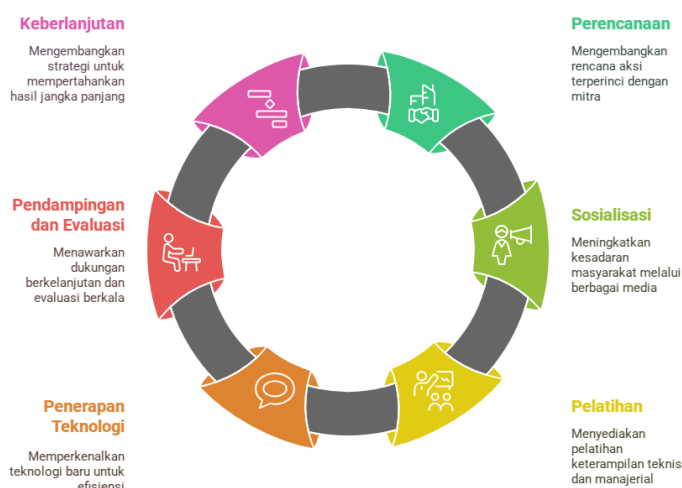 Keberlanjutan
Mengembangkan
strategi untuk
mempertahankan
hasil jangka panjang
Perencanaan
Mengembangkan
rencana aksi
terperinci dengan
mitra
Pendampingan
dan Evaluasi
Menawarkan
dukungan
berkelanjutan dan
evaluasi berkala
Sosialisasi
Meningkatkan
kesadaran
masyarakat melalui
berbagai media
Penerapan
Teknologi
Memperkenalkan
teknologi baru untuk
efisiensi
Pelatihan
Menyediakan
pelatihan
keterampilan teknis
dan manajerial